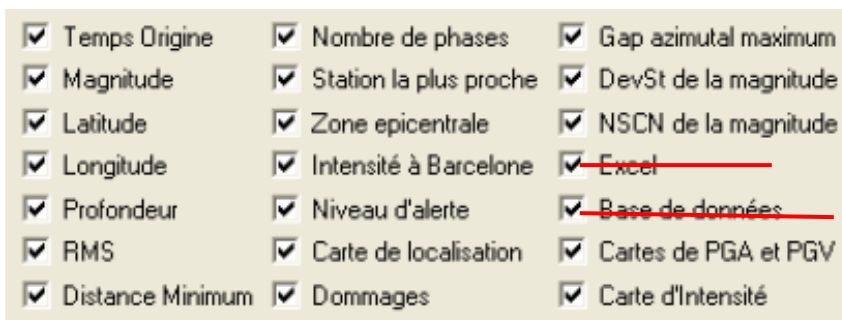 Temps Origine
Magnitude
Latitude
Longitude
Profondeur
RMS
Distance Minimum
Nombre de phases
Station la plus proche
Zone epicentrale
Intensité à Barcelone
Niveau d'alerte
Carte de localisation
Dommages
Gap azimutal maximum
DevSt de la magnitude
NSCN de la magnitude
Excel
Base de données
Cartes de PGA et PGV
Carte d'Intensité